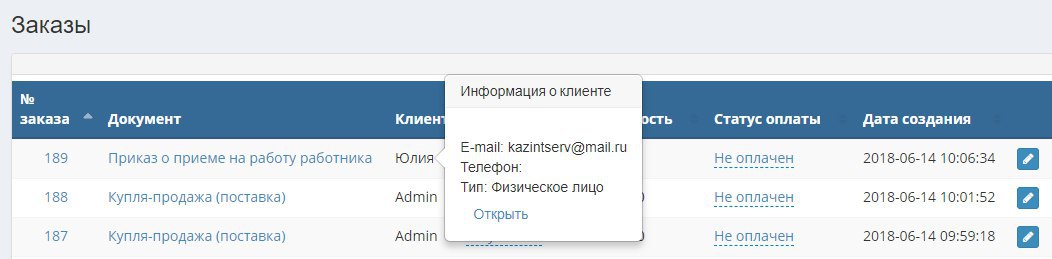 Заказы
№ заказа Документ Клиент ость Статус оплаты Дата создания
Информация о клиенте
E-mail: kazintserv@mail.ru
Телефон:
Тип: Физическое лицо
Открыть
189 Приказ о приеме на работу работника Юлия Не оплачен 2018-06-14 10:06:34
188 Купля-продажа (поставка) Admin Не оплачен 2018-06-14 10:01:52
187 Купля-продажа (поставка) Admin Не оплачен 2018-06-14 09:59:18